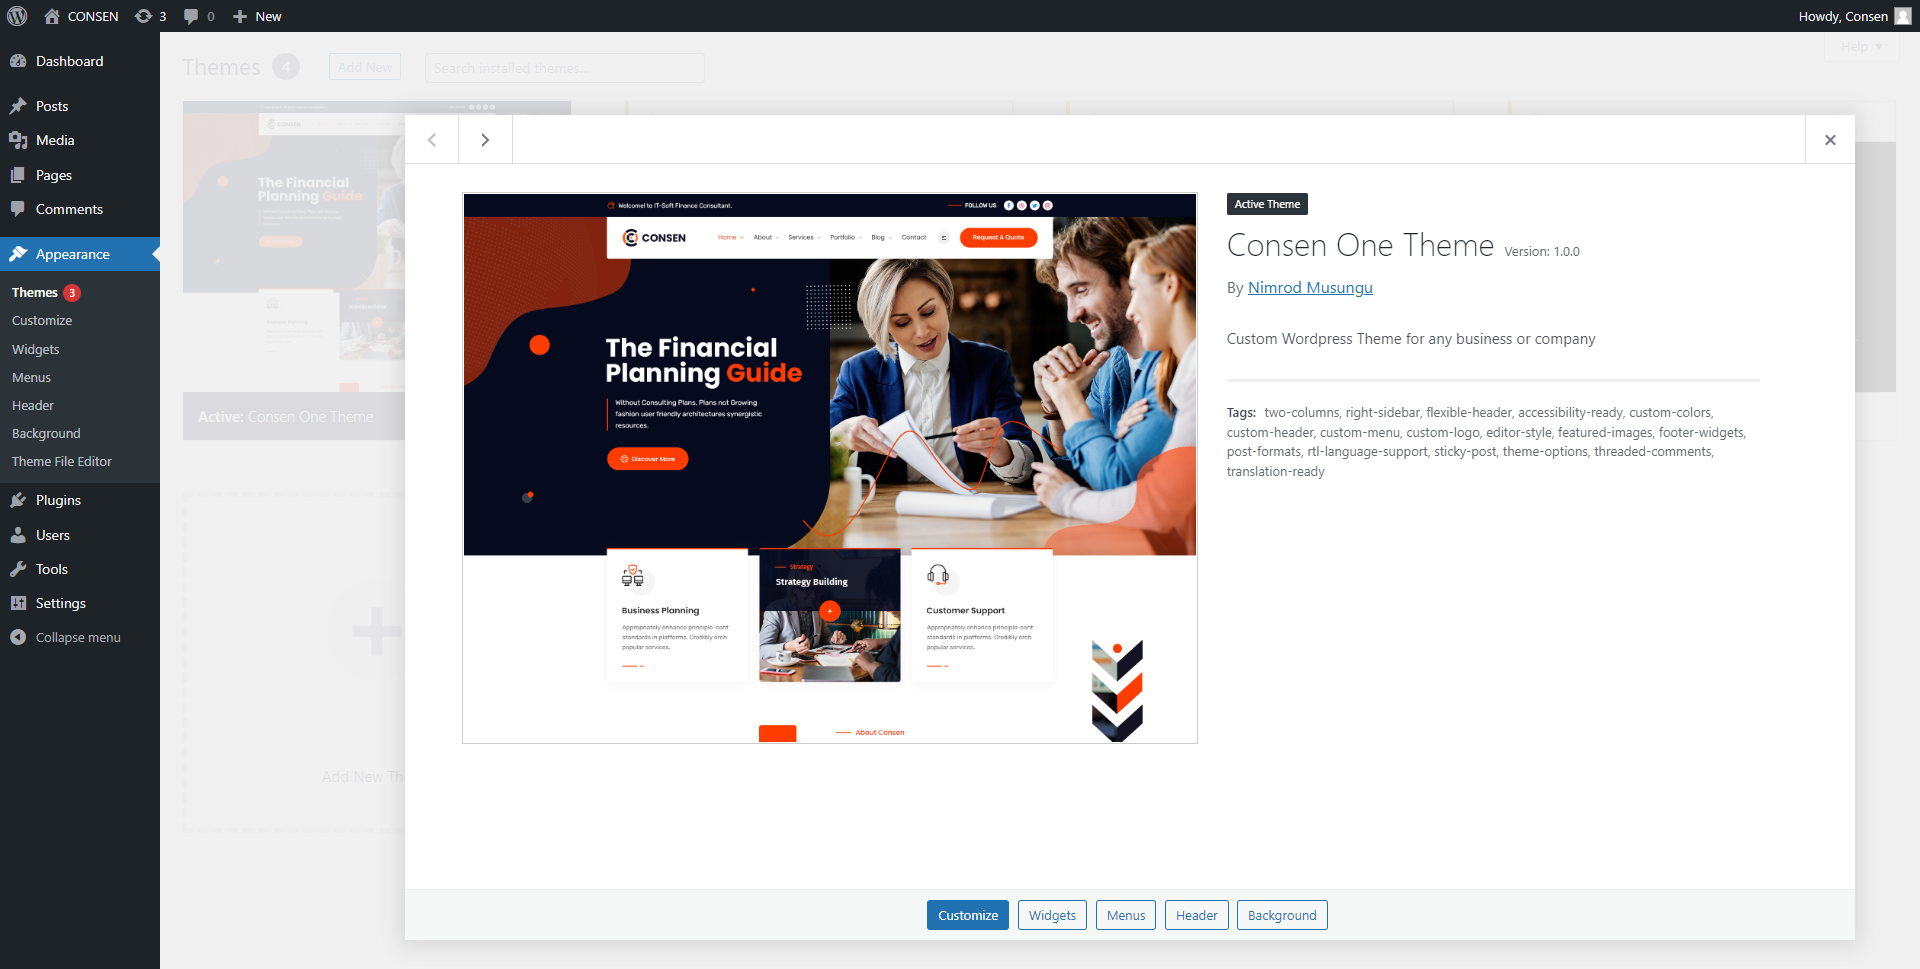 CONSEN 3 0 New
Howdy, Consen
Dashboard
Posts
Media
Pages
Comments
Appearance
Themes 3
Customize
Widgets
Menus
Header
Background
Theme File Editor
Plugins
Users
Tools
Settings
Collapse menu
Themes 4 Add New Search installed themes...
Help
CONSEN
The Financial
Planning Guide
Active: Consen One Theme
Add New Th
Welcomel to IT-Soft Finance Consultant.
FOLLOW US
CONSEN
Home About Services Portfolio Blog Contact Request A Quote
The Financial
Planning Guide
Without Consulting Plans, Plans not Growing
fashion user friendly architectures synergistic
resources.
Discover More
Business Planning
Appropriately enhance principle-cent
standards in platforms. Credibly orch
popular services.
Strategy
Strategy Building
Customer Support
Appropriately enhance principle-cent
standards in platforms. Credibly orch
popular services.
About Consen
Active Theme
Consen One Theme Version: 1.0.0
By Nimrod Musungu
Custom Wordpress Theme for any business or company
Tags: two-columns, right-sidebar, flexible-header, accessibility-ready, custom-colors,
custom-header, custom-menu, custom-logo, editor-style, featured-images, footer-widgets,
post-formats, rtl-language-support, sticky-post, theme-options, threaded-comments,
translation-ready
Customize Widgets Menus Header Background